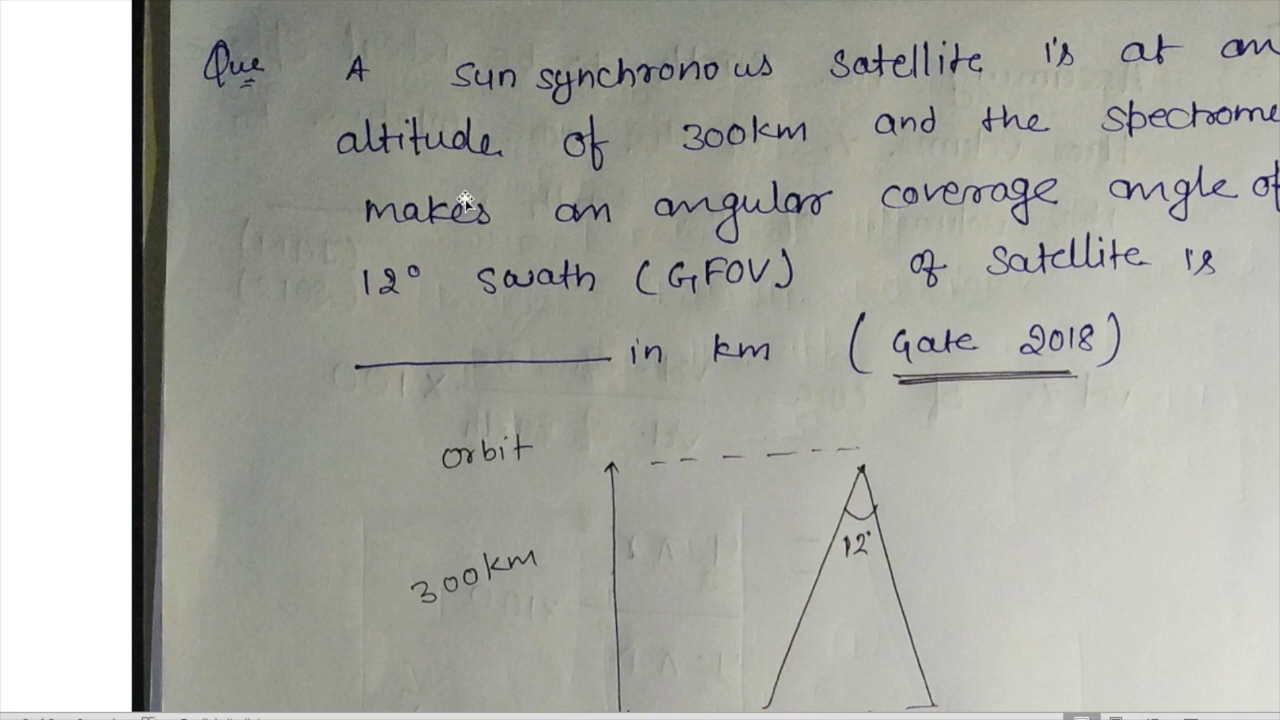 Que A sun synchronous satellite is at an
altitude of 300km and the spectrome
makes an angular coverage angle of
12° swath (GFOV) of satellite is
in km (Gate 2018)
orbit
12°
300km